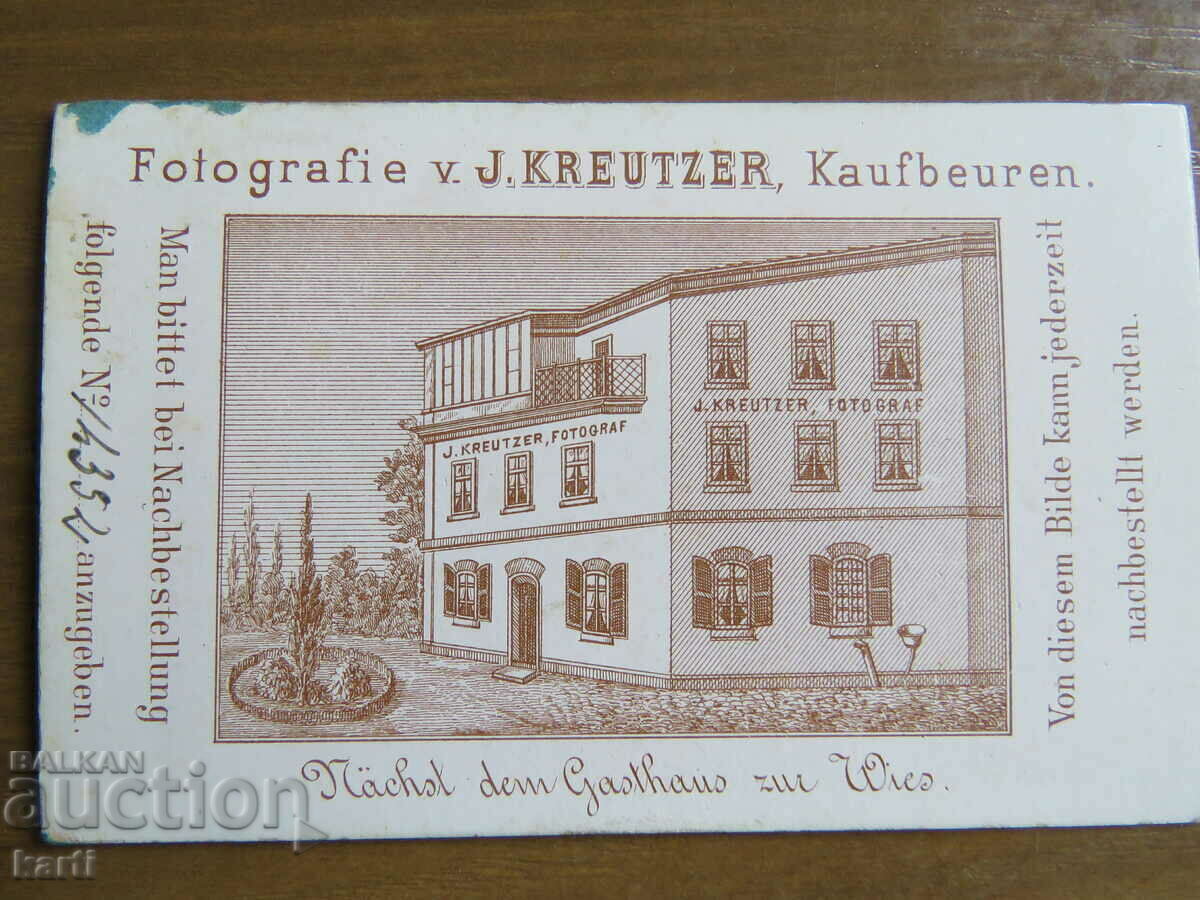 Fotografie v. J. KREUTZER, Kaufbeuren.
Man bittet bei Nachbestellung
folgende No anzugeben.
J. KREUTZER, FOTOGRAF
J. KREUTZER, FOTOGRAF
Von diesem Bilde kann jederzeit
nachbestellt werden.
Nächst dem Gasthaus zur Wies.
BALKAN
auction
karti